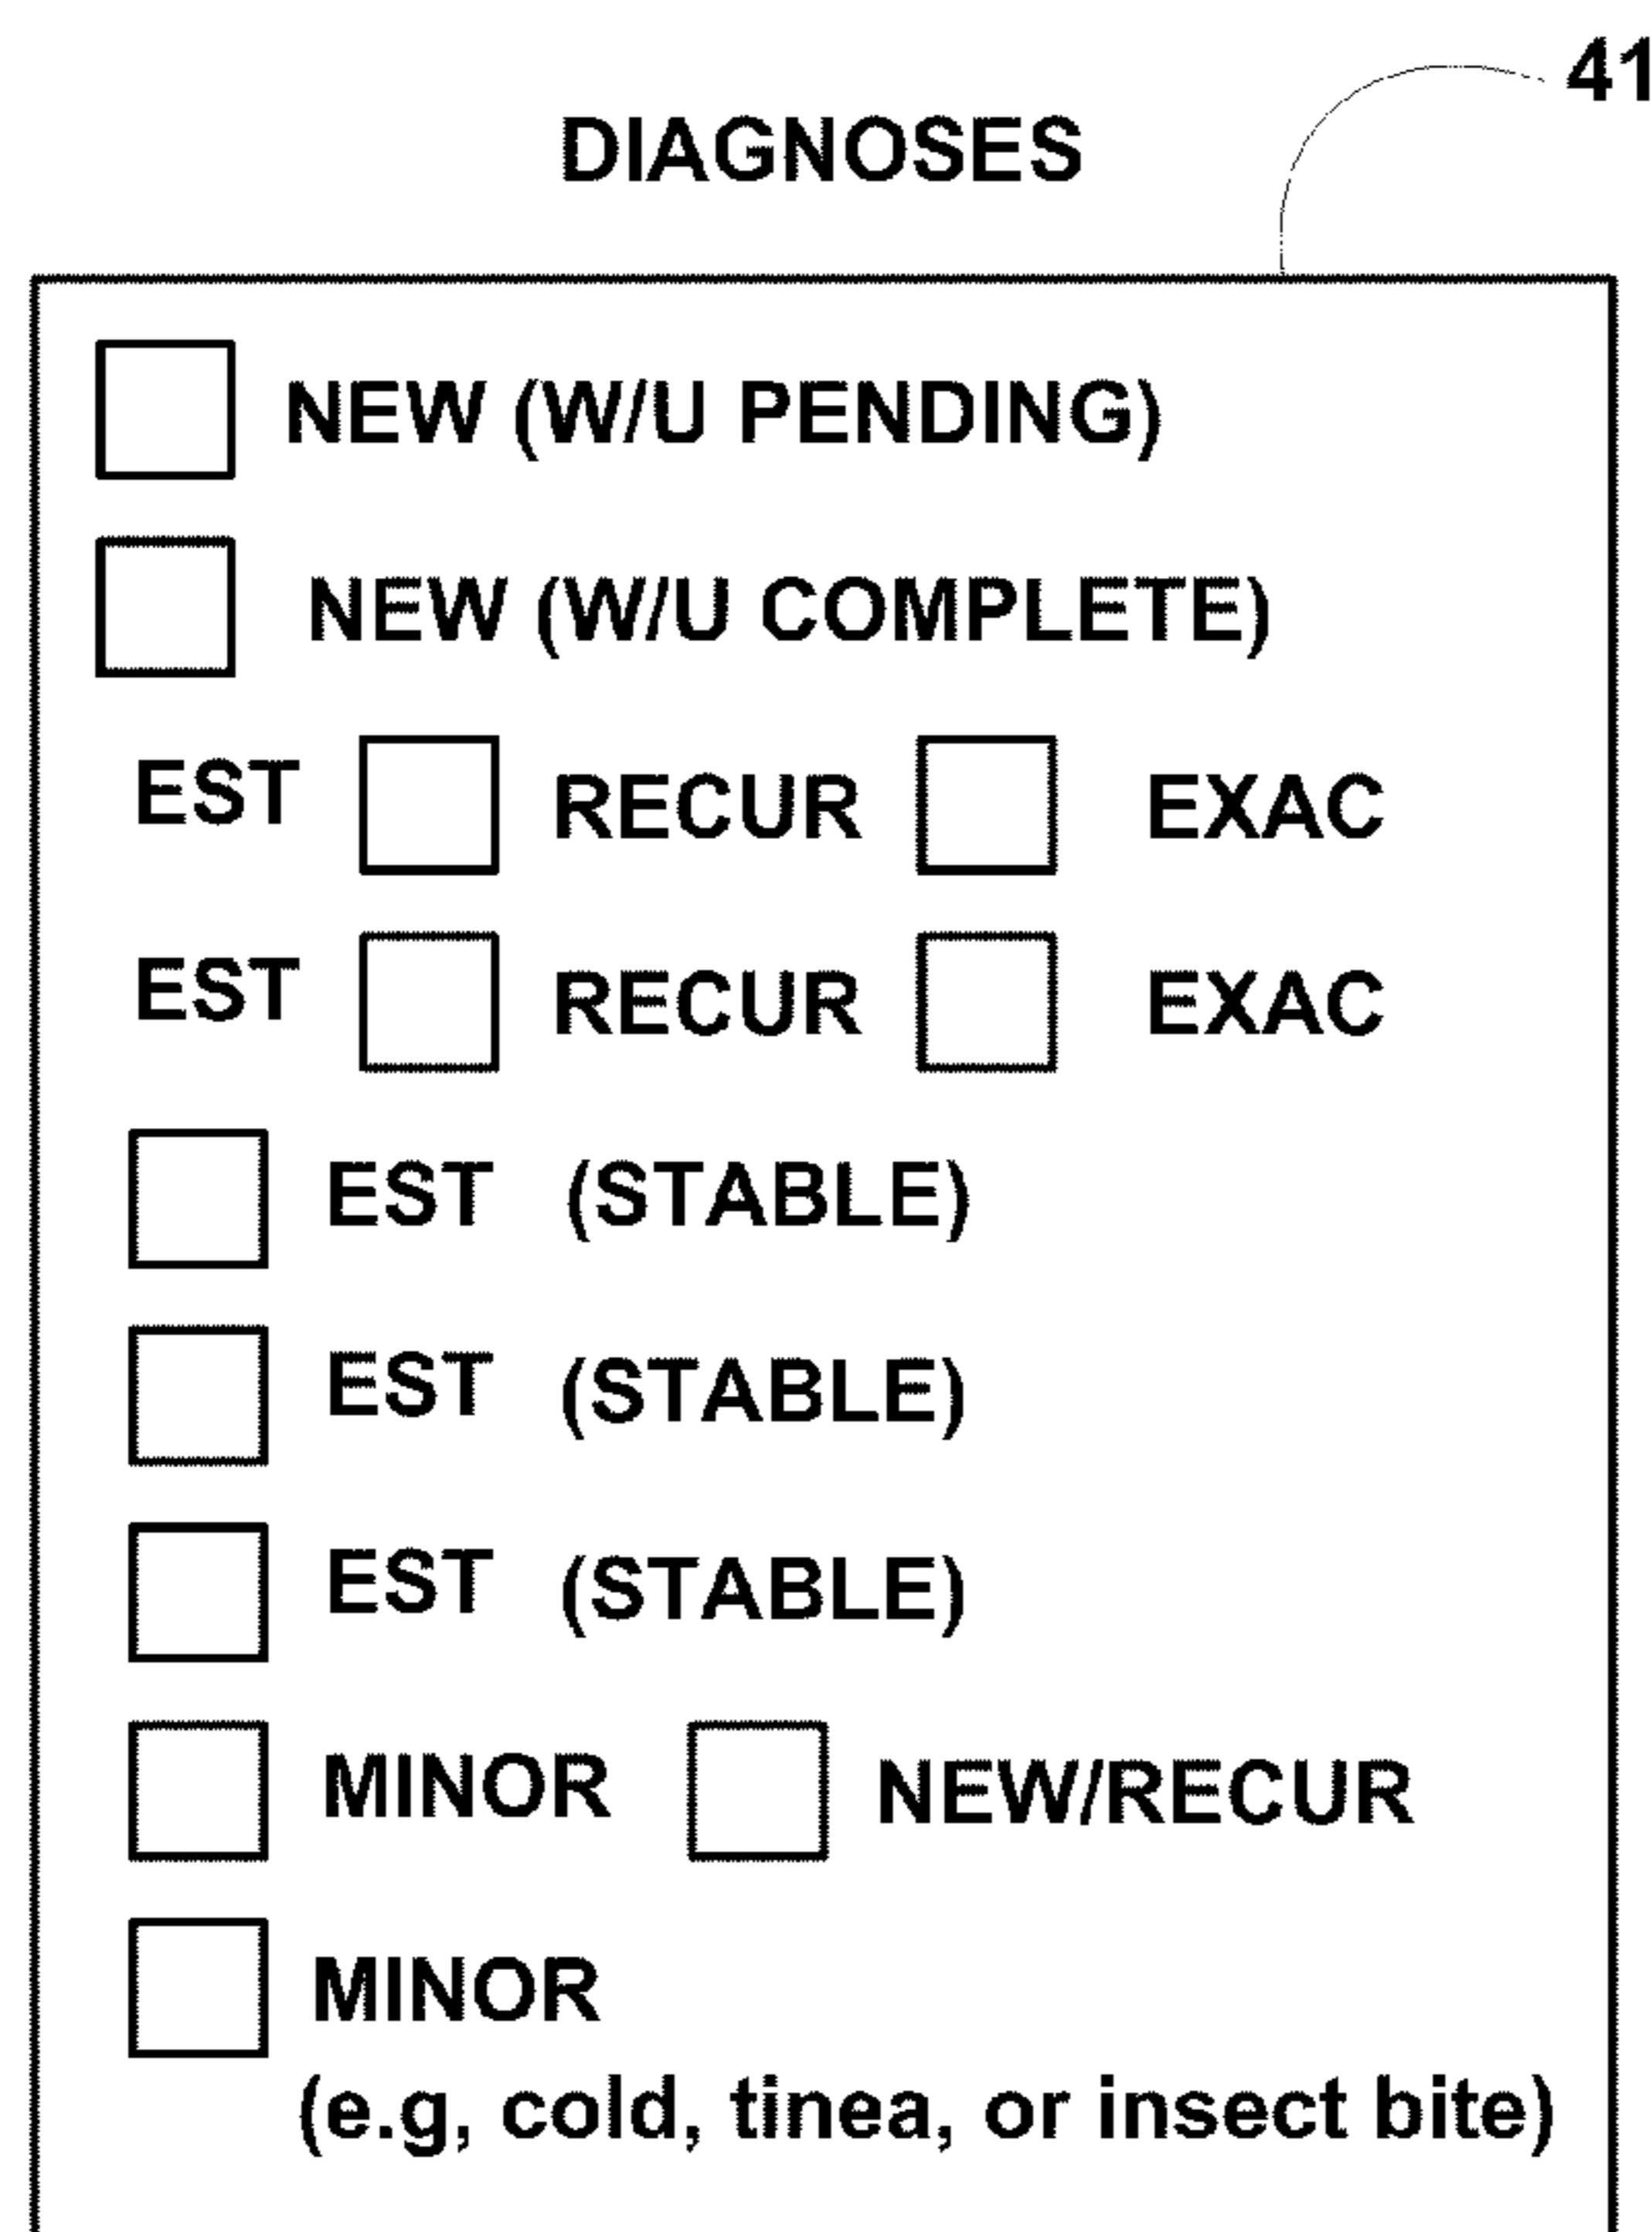 41
DIAGNOSES
NEW (W/U PENDING)
NEW (W/U COMPLETE)
EST RECUR EXAC
EST RECUR EXAC
EST (STABLE)
EST (STABLE)
EST (STABLE)
MINOR NEW/RECUR
MINOR
(e.g, cold, tinea, or insect bite)